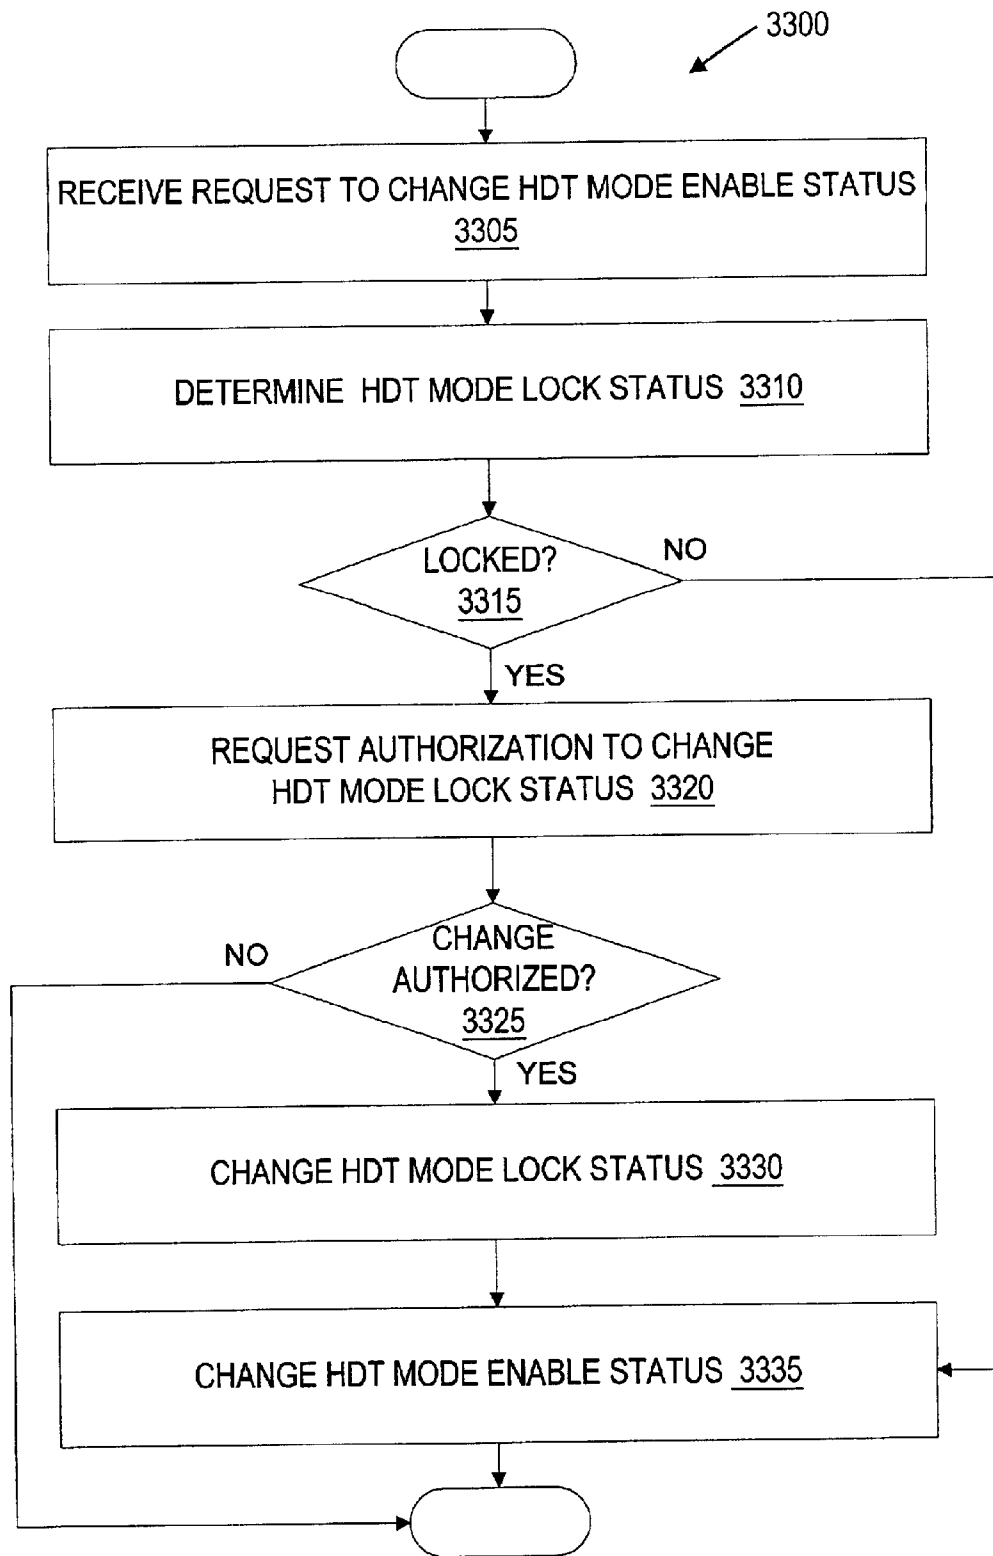 3300
RECEIVE REQUEST TO CHANGE HDT MODE ENABLE STATUS
3305
DETERMINE HDT MODE LOCK STATUS 3310
LOCKED?
3315
NO
YES
REQUEST AUTHORIZATION TO CHANGE
HDT MODE LOCK STATUS 3320
CHANGE
AUTHORIZED?
3325
NO
YES
CHANGE HDT MODE LOCK STATUS 3330
CHANGE HDT MODE ENABLE STATUS 3335